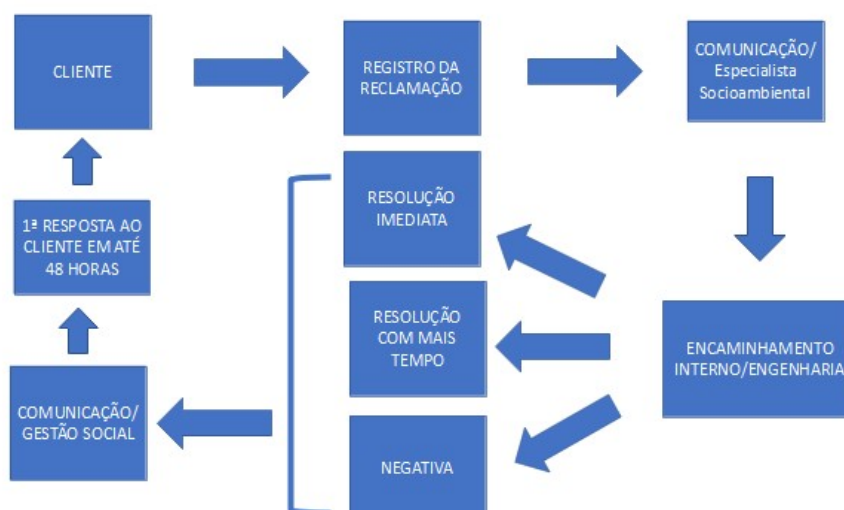 CLIENTE
REGISTRO DA
RECLAMAÇÃO
COMUNICAÇÃO/
Especialista
Socioambiental
ENCAMINHAMENTO
INTERNO/ENGENHARIA
RESOLUÇÃO
IMEDIATA
RESOLUÇÃO
COM MAIS
TEMPO
NEGATIVA
COMUNICAÇÃO/
GESTÃO SOCIAL
1ª RESPOSTA AO
CLIENTE EM ATÉ
48 HORAS